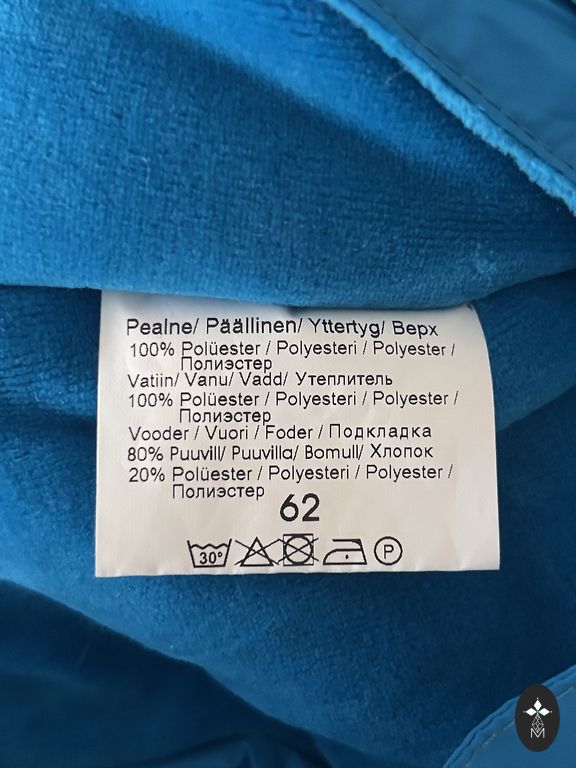 Pealne/ Päällinen/ Yttertyg/ Верх
100% Polüester / Polyesteri / Polyester /
Полиэстер
Vatiin/ Vanu/ Vadd/ Утеплитель
100% Polüester / Polyesteri / Polyester /
Полиэстер
Vooder / Vuori / Foder / Подкладка
80% Puuvill/ Puuvilla/ Bomull/ Хлопок
20% Polüester / Polyesteri / Polyester /
Полиэстер
62
30° P
M